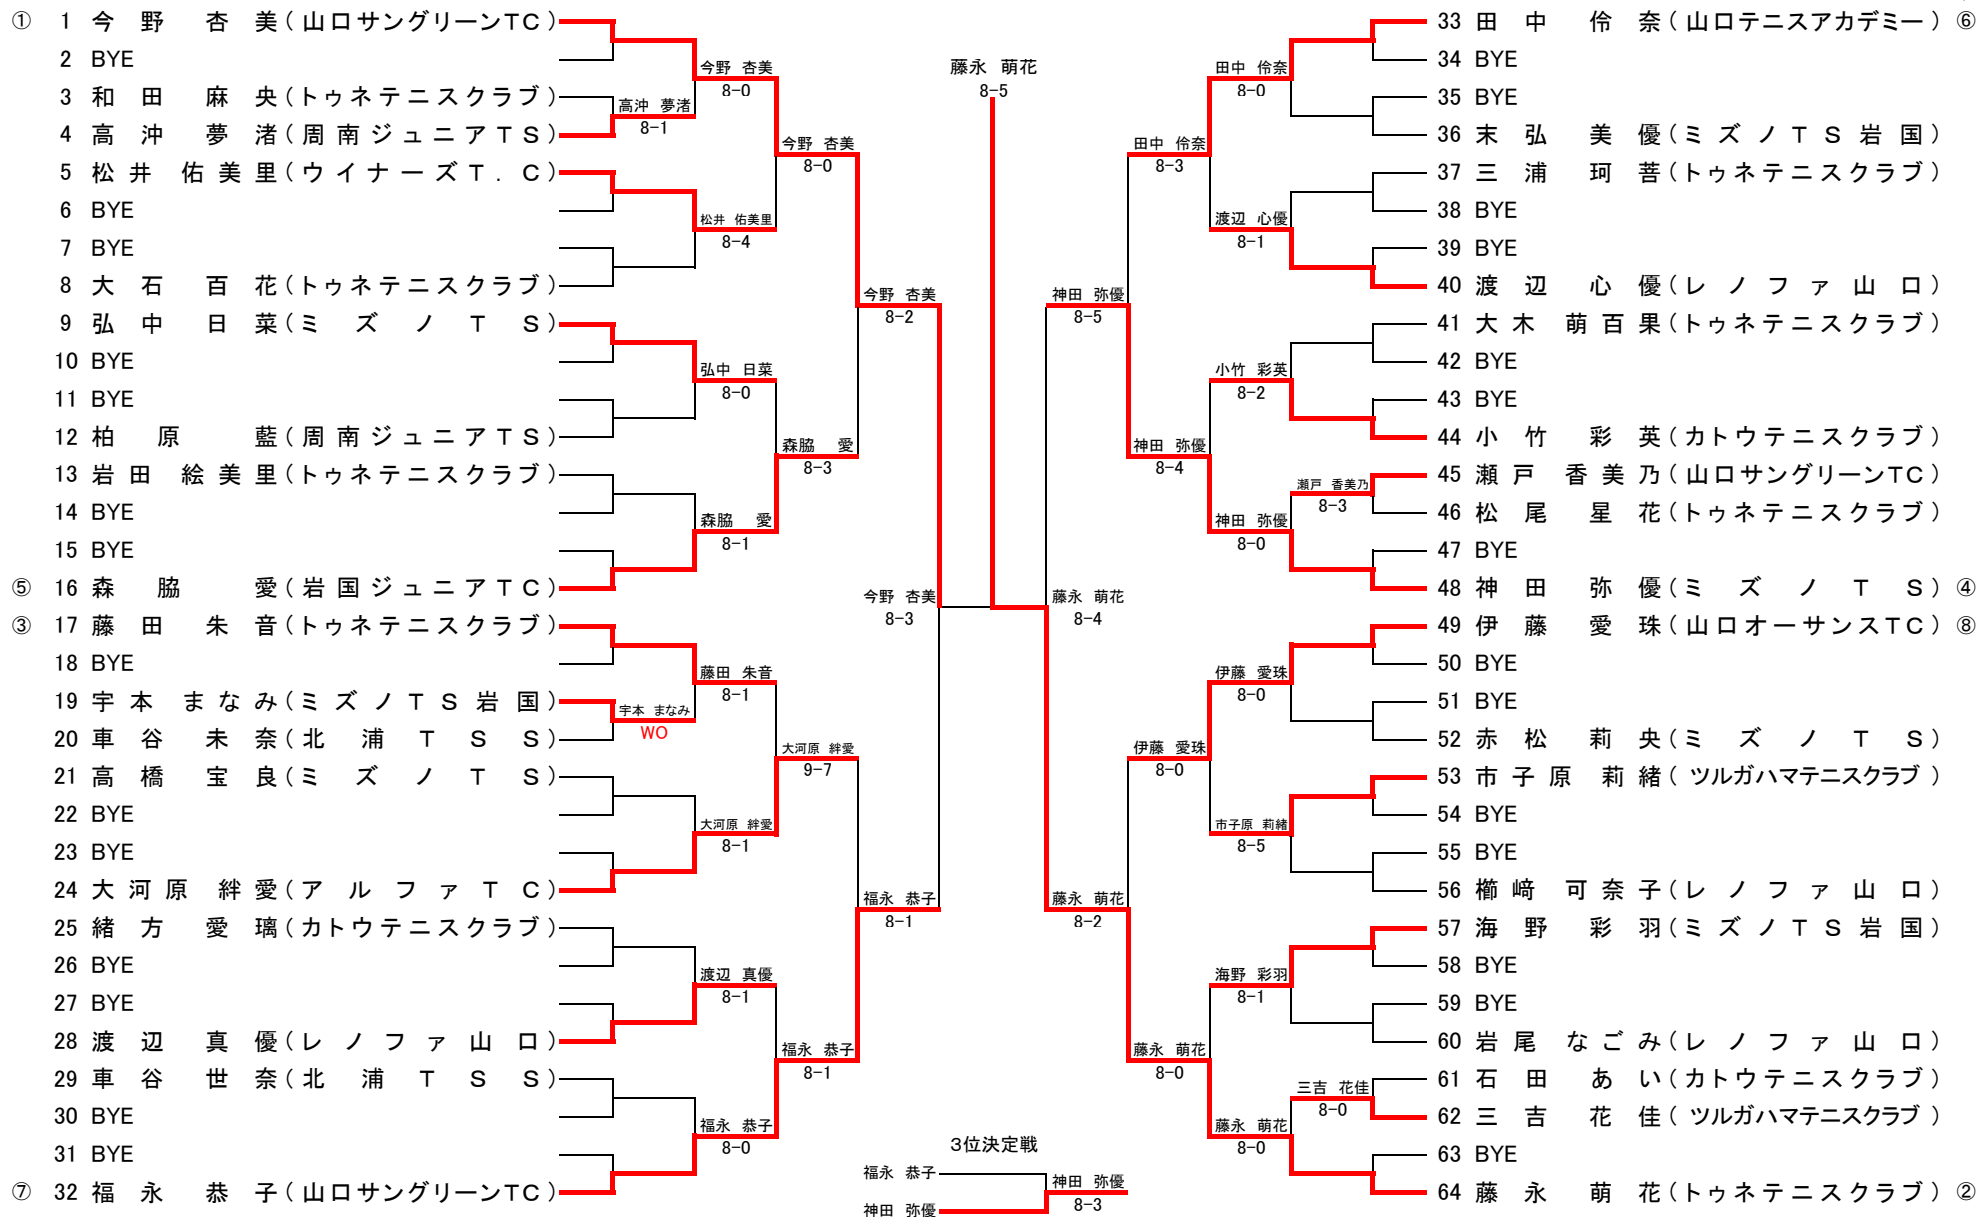 ① 1 今野 杏美(山口サングリーンTC)
2 BYE
3 和田 麻央(トゥネテニスクラブ)
4 高沖 夢渚(周南ジュニアTS)
5 松井 佑美里(ウイナーズT.C)
6 BYE
7 BYE
8 大石 百花(トゥネテニスクラブ)
9 弘中 日菜(ミズノTS)
10 BYE
11 BYE
12 柏原 藍(周南ジュニアTS)
13 岩田 絵美里(トゥネテニスクラブ)
14 BYE
15 BYE
⑤ 16 森脇 愛(岩国ジュニアTC)
③ 17 藤田 朱音(トゥネテニスクラブ)
18 BYE
19 宇本 まなみ(ミズノTS岩国)
20 車谷 未奈(北浦TSS)
21 高橋 宝良(ミズノTS)
22 BYE
23 BYE
24 大河原 絆愛(アルファTC)
25 緒方 愛璃(カトウテニスクラブ)
26 BYE
27 BYE
28 渡辺 真優(レノファ山口)
29 車谷 世奈(北浦TSS)
30 BYE
31 BYE
⑦ 32 福永 恭子(山口サングリーンTC)
高沖 夢渚
8-1
宇本 まなみ
WO
今野 杏美
8-0
松井 佑美里
8-4
弘中 日菜
8-0
森脇 愛
8-1
藤田 朱音
8-1
大河原 絆愛
8-1
渡辺 真優
8-1
福永 恭子
8-0
今野 杏美
8-0
森脇 愛
8-3
大河原 絆愛
9-7
福永 恭子
8-1
今野 杏美
8-2
福永 恭子
8-1
今野 杏美
8-3
藤永 萌花
8-5
藤永 萌花
8-4
神田 弥優
8-5
藤永 萌花
8-2
田中 伶奈
8-3
神田 弥優
8-4
伊藤 愛珠
8-0
藤永 萌花
8-0
田中 伶奈
8-0
渡辺 心優
8-1
小竹 彩英
8-2
神田 弥優
8-0
伊藤 愛珠
8-0
市子原 莉緒
8-5
海野 彩羽
8-1
藤永 萌花
8-0
瀬戸 香美乃
8-3
三吉 花佳
8-0
33 田中 伶奈(山口テニスアカデミー) ⑥
34 BYE
35 BYE
36 末弘 美優(ミズノTS岩国)
37 三浦 珂菩(トゥネテニスクラブ)
38 BYE
39 BYE
40 渡辺 心優(レノファ山口)
41 大木 萌百果(トゥネテニスクラブ)
42 BYE
43 BYE
44 小竹 彩英(カトウテニスクラブ)
45 瀬戸 香美乃(山口サングリーンTC)
46 松尾 星花(トゥネテニスクラブ)
47 BYE
48 神田 弥優(ミズノTS) ④
49 伊藤 愛珠(山口オーサンスTC) ⑧
50 BYE
51 BYE
52 赤松 莉央(ミズノTS)
53 市子原 莉緒(ツルガハマテニスクラブ)
54 BYE
55 BYE
56 櫛﨑 可奈子(レノファ山口)
57 海野 彩羽(ミズノTS岩国)
58 BYE
59 BYE
60 岩尾 なごみ(レノファ山口)
61 石田 あい(カトウテニスクラブ)
62 三吉 花佳(ツルガハマテニスクラブ)
63 BYE
64 藤永 萌花(トゥネテニスクラブ) ②
3位決定戦
福永 恭子
神田 弥優
神田 弥優
8-3